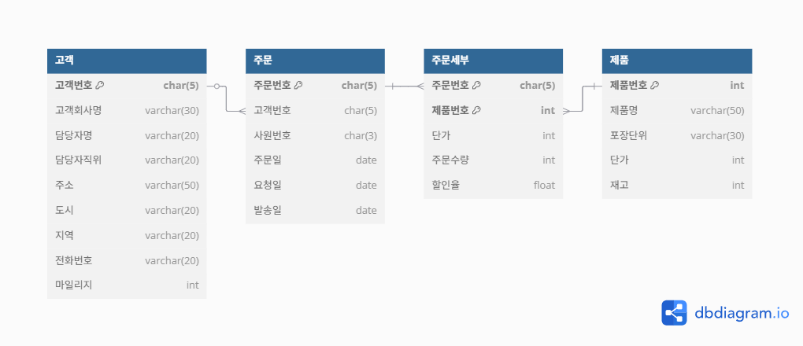 고객
고객번호 char(5)
고객회사명 varchar(30)
담당자명 varchar(20)
담당자직위 varchar(20)
주소 varchar(50)
도시 varchar(20)
지역 varchar(20)
전화번호 varchar(20)
마일리지 int
주문
주문번호 char(5)
고객번호 char(5)
사원번호 char(3)
주문일 date
요청일 date
발송일 date
주문세부
주문번호 char(5)
제품번호 int
단가 int
주문수량 int
할인율 float
제품
제품번호 int
제품명 varchar(50)
포장단위 varchar(30)
단가 int
재고 int
dbdiagram.io